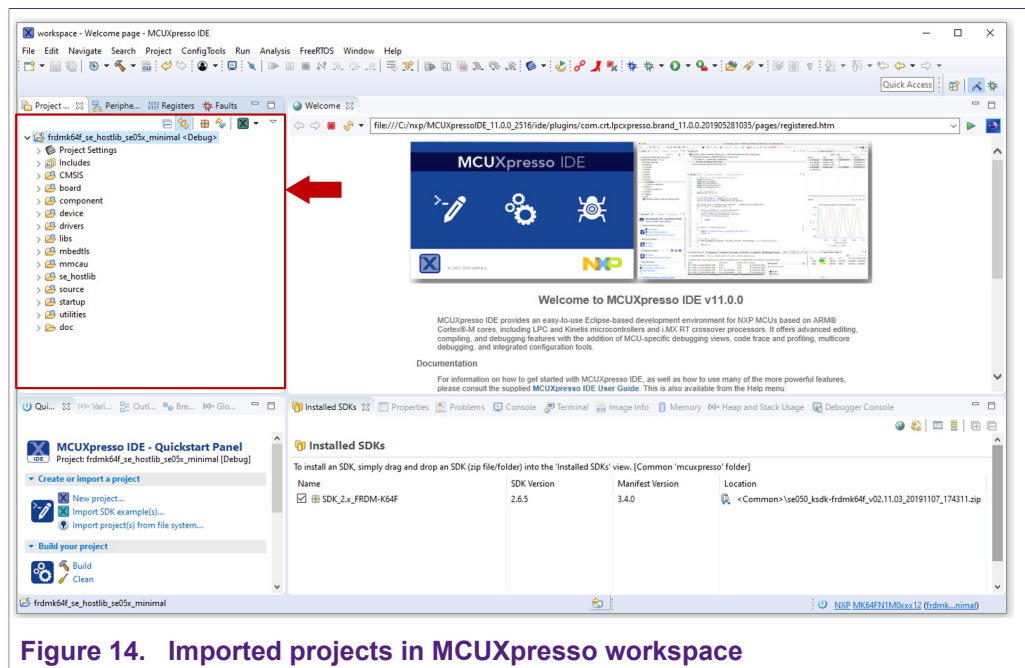 workspace - Welcome page - MCUXpresso IDE
File Edit Navigate Search Project ConfigTools Run Analysis FreeRTOS Window Help
Quick Access
Project ... Periphe... Registers Faults
Welcome
frdmk64f_se_hostlib_se05x_minimal <Debug>
file:///C:/nxp/MCUXpressoIDE_11.0.0_2516/ide/plugins/com.crt.lpcxpresso.brand_11.0.0.201905281035/pages/registered.htm
Project Settings
Includes
CMSIS
board
component
device
drivers
libs
mbedtls
mmcau
se_hostlib
source
startup
utilities
doc
MCUXpresso IDE
NXP
Welcome to MCUXpresso IDE v11.0.0
MCUXpresso IDE provides an easy-to-use Eclipse-based development environment for NXP MCUs based on ARM®
Cortex®-M cores, including LPC and Kinetis microcontrollers and i.MX RT crossover processors. It offers advanced editing,
compiling, and debugging features with the addition of MCU-specific debugging views, code trace and profiling, multicore
debugging, and integrated configuration tools.
Documentation
For information on how to get started with MCUXpresso IDE, as well as how to use many of the more powerful features,
please consult the supplied MCUXpresso IDE User Guide. This is also available from the Help menu:
Qui... (x)= Vari... Outl... Bre... Glo...
Installed SDKs Properties Problems Console Terminal Image Info Memory Heap and Stack Usage Debugger Console
MCUXpresso IDE - Quickstart Panel
IDE
Project: frdmk64f_se_hostlib_se05x_minimal [Debug]
Create or import a project
New project...
Import SDK example(s)...
Import project(s) from file system...
Build your project
Build
Clean
Installed SDKs
To install an SDK, simply drag and drop an SDK (zip file/folder) into the 'Installed SDKs' view. [Common 'mcuxpresso' folder]
Name SDK Version Manifest Version Location
SDK_2.x_FRDM-K64F 2.6.5 3.4.0 <Common>\se050_ksdk-frdmk64f_v02.11.03_20191107_174311.zip
frdmk64f_se_hostlib_se05x_minimal
NXP MK64FN1M0xxx12 (frdmk...nimal)
Figure 14. Imported projects in MCUXpresso workspace